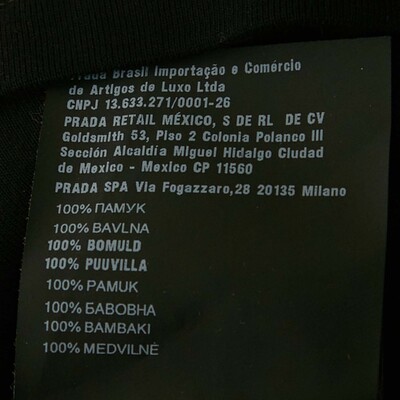 Prada Brasil Importação e Comércio
de Artigos de Luxo Ltda
CNPJ 13.633.271/0001-26
PRADA RETAIL MÉXICO, S DE RL DE CV
Goldsmith 53, Piso 2 Colonia Polanco III
Sección Alcaldía Miguel Hidalgo Ciudad
de Mexico - Mexico CP 11560
PRADA SPA Via Fogazzaro,28 20135 Milano
100% ПАМУК
100% BAVLNA
100% BOMULD
100% PUUVILLA
100% PAMUK
100% БАВОВНА
100% BAMBAKI
100% MEDVILNĖ